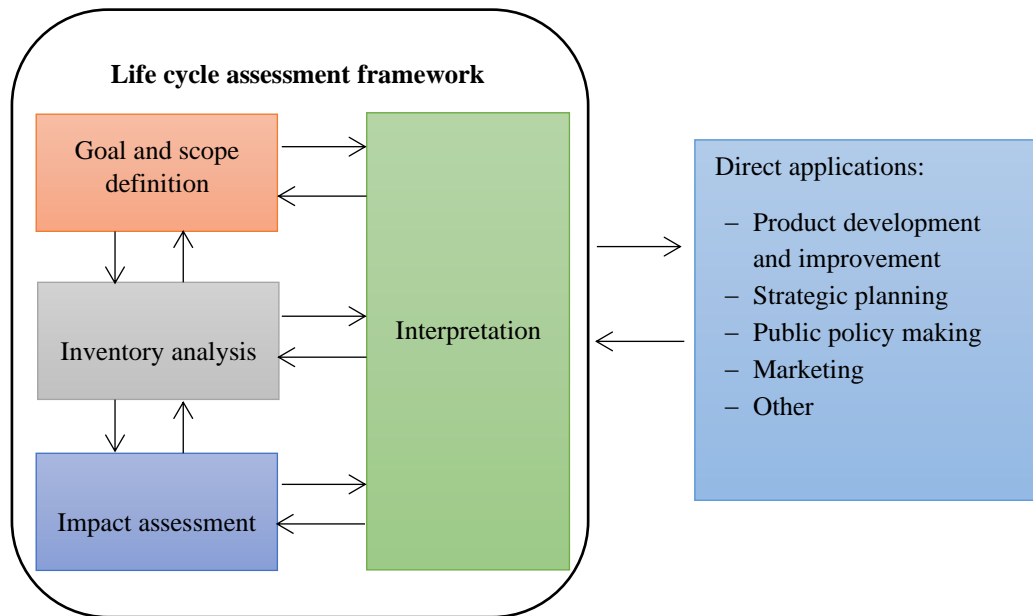 Life cycle assessment framework
Goal and scope
definition
Inventory analysis
Impact assessment
Interpretation
Direct applications:
– Product development
and improvement
– Strategic planning
– Public policy making
– Marketing
– Other